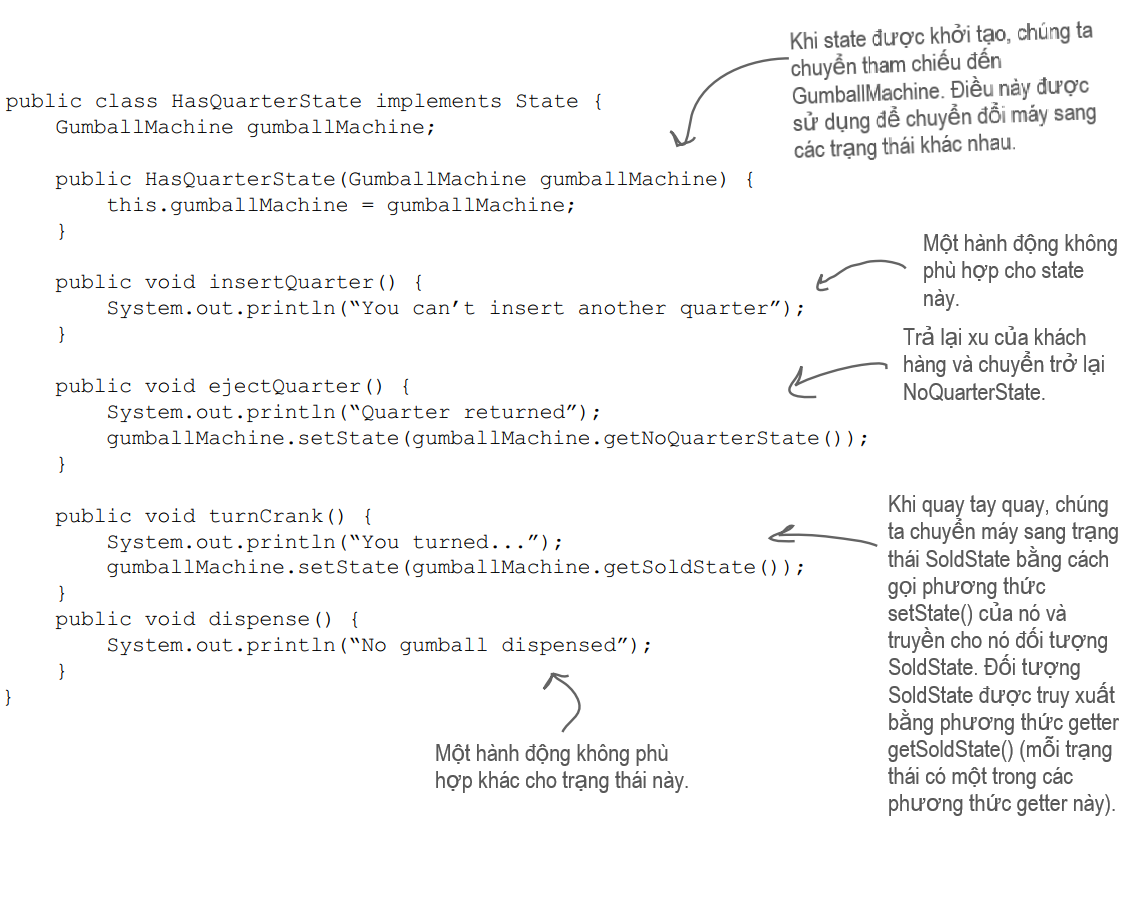 Khi state được khởi tạo, chúng ta
chuyển tham chiếu đến
GumballMachine. Điều này được
sử dụng để chuyển đổi máy sang
các trạng thái khác nhau.
public class HasQuarterState implements State {
GumballMachine gumballMachine;
public HasQuarterState(GumballMachine gumballMachine) {
this.gumballMachine = gumballMachine;
}
Một hành động không
phù hợp cho state
này.
public void insertQuarter() {
System.out.println(“You can’t insert another quarter”);
}
Trả lại xu của khách
hàng và chuyển trở lại
NoQuarterState.
public void ejectQuarter() {
System.out.println(“Quarter returned”);
gumballMachine.setState(gumballMachine.getNoQuarterState());
}
Khi quay tay quay, chúng
ta chuyển máy sang trạng
thái SoldState bằng cách
gọi phương thức
setState() của nó và
truyền cho nó đối tượng
SoldState. Đối tượng
SoldState được truy xuất
bằng phương thức getter
getSoldState() (mỗi trạng
thái có một trong các
phương thức getter này).
public void turnCrank() {
System.out.println(“You turned...”);
gumballMachine.setState(gumballMachine.getSoldState());
}
public void dispense() {
System.out.println(“No gumball dispensed”);
}
}
Một hành động không phù
hợp khác cho trạng thái này.